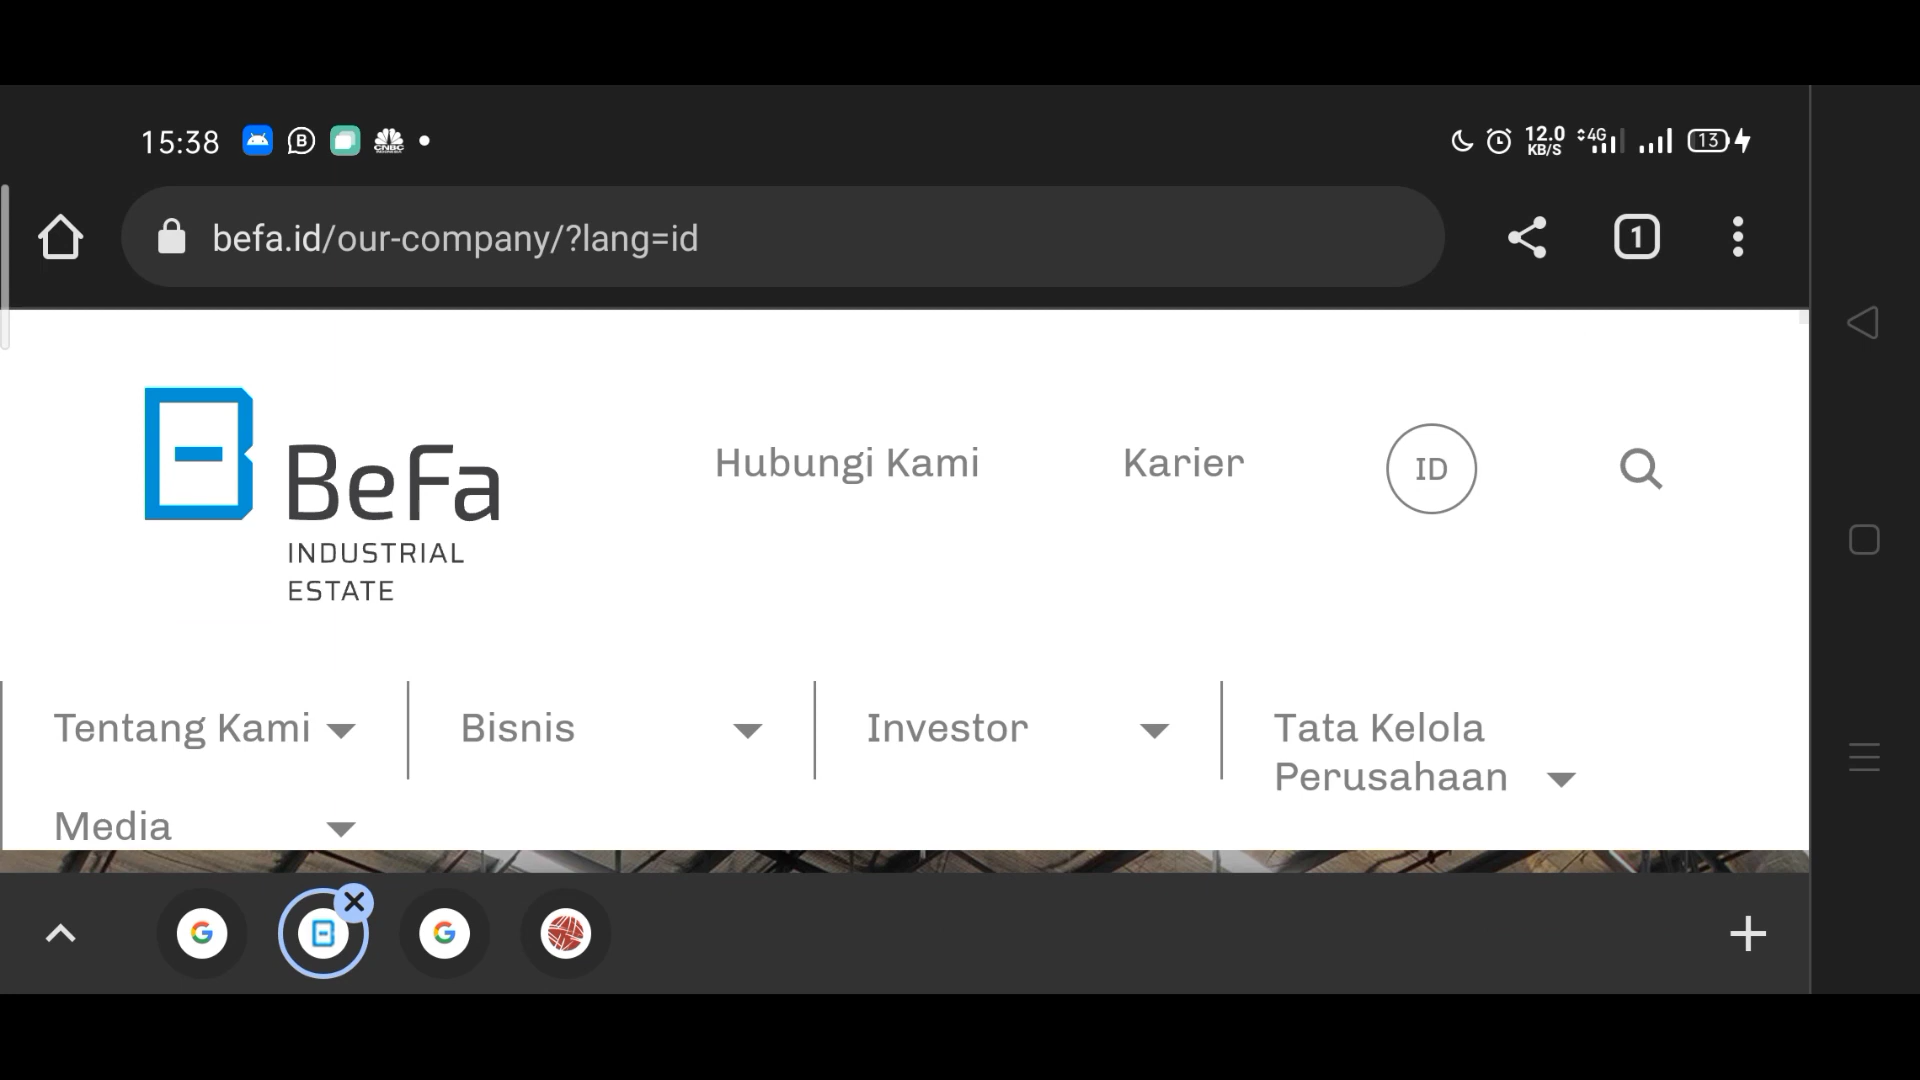 15:38 B CNBC 12.0 KB/S 4G 13
befa.id/our-company/?lang=id 1
BeFa
INDUSTRIAL
ESTATE
Hubungi Kami Karier ID
Tentang Kami Bisnis Investor Tata Kelola
Perusahaan
Media
G G